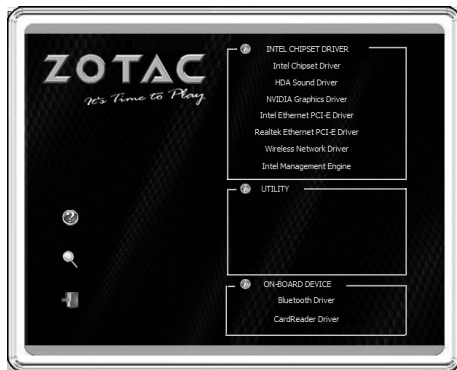 ZOTAC
It's Time to Play
INTEL CHIPSET DRIVER
Intel Chipset Driver
HDA Sound Driver
NVIDIA Graphics Driver
Intel Ethernet PCI-E Driver
Realtek Ethernet PCI-E Driver
Wireless Network Driver
Intel Management Engine
UTILITY
ON-BOARD DEVICE
Bluetooth Driver
CardReader Driver